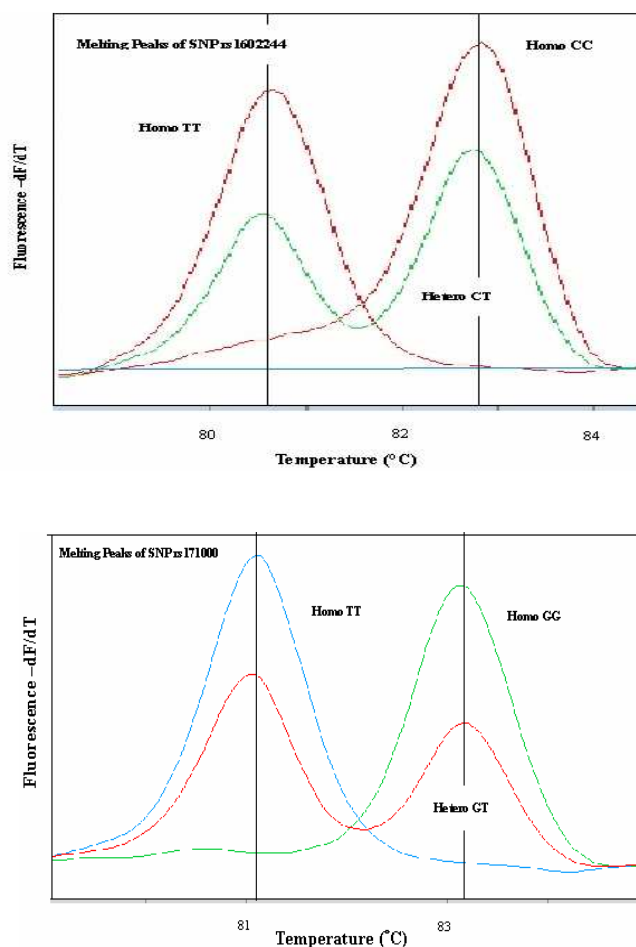 Melting Peaks of SNPrs1602244
Homo CC
Homo TT
Hetero CT
Fluorescence -dF/dT
80 82 84
Temperature (°C)
Melting Peaks of SNPrs171000
Homo TT
Homo GG
Hetero GT
Fluorescence -dF/dT
81 83
Temperature (°C)